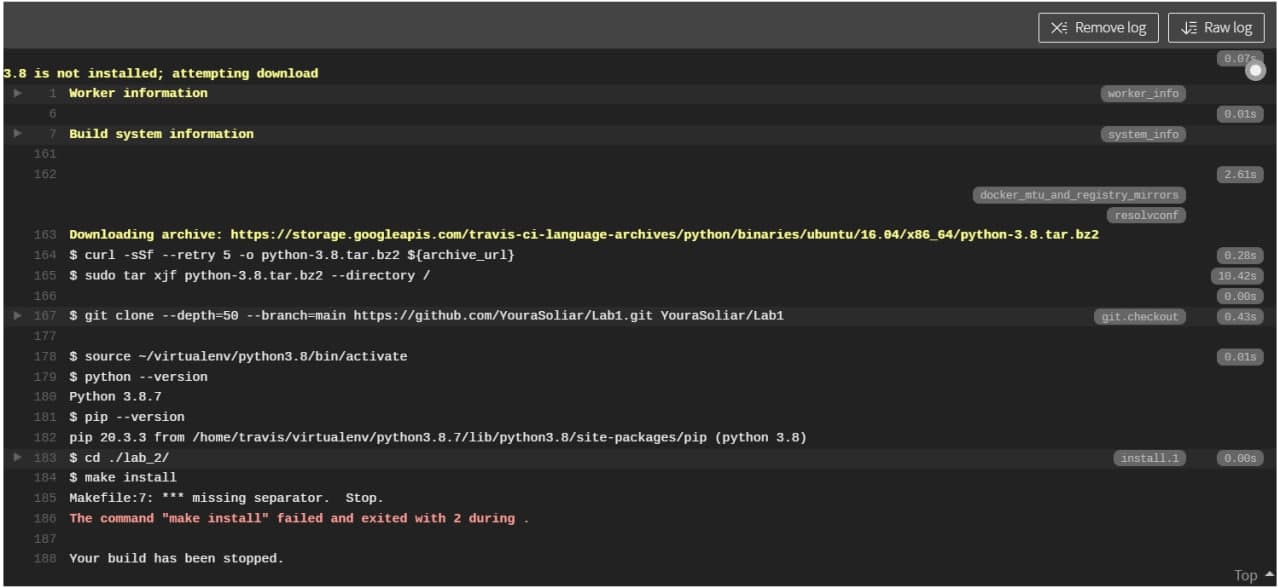 Remove log Raw log
0.07s
3.8 is not installed; attempting download
1 Worker information worker_info
6 0.01s
7 Build system information system_info
161
162 2.61s
docker_mtu_and_registry_mirrors
resolvconf
163 Downloading archive: https://storage.googleapis.com/travis-ci-language-archives/python/binaries/ubuntu/16.04/x86_64/python-3.8.tar.bz2
164 $ curl -sSf --retry 5 -o python-3.8.tar.bz2 ${archive_url} 0.28s
165 $ sudo tar xjf python-3.8.tar.bz2 --directory / 10.42s
166 0.00s
167 $ git clone --depth=50 --branch=main https://github.com/YouraSoliar/Lab1.git YouraSoliar/Lab1 git.checkout 0.43s
177
178 $ source ~/virtualenv/python3.8/bin/activate 0.01s
179 $ python --version
180 Python 3.8.7
181 $ pip --version
182 pip 20.3.3 from /home/travis/virtualenv/python3.8.7/lib/python3.8/site-packages/pip (python 3.8)
183 $ cd ./lab_2/ install.1 0.00s
184 $ make install
185 Makefile:7: *** missing separator.  Stop.
186 The command "make install" failed and exited with 2 during .
187
188 Your build has been stopped.
Top